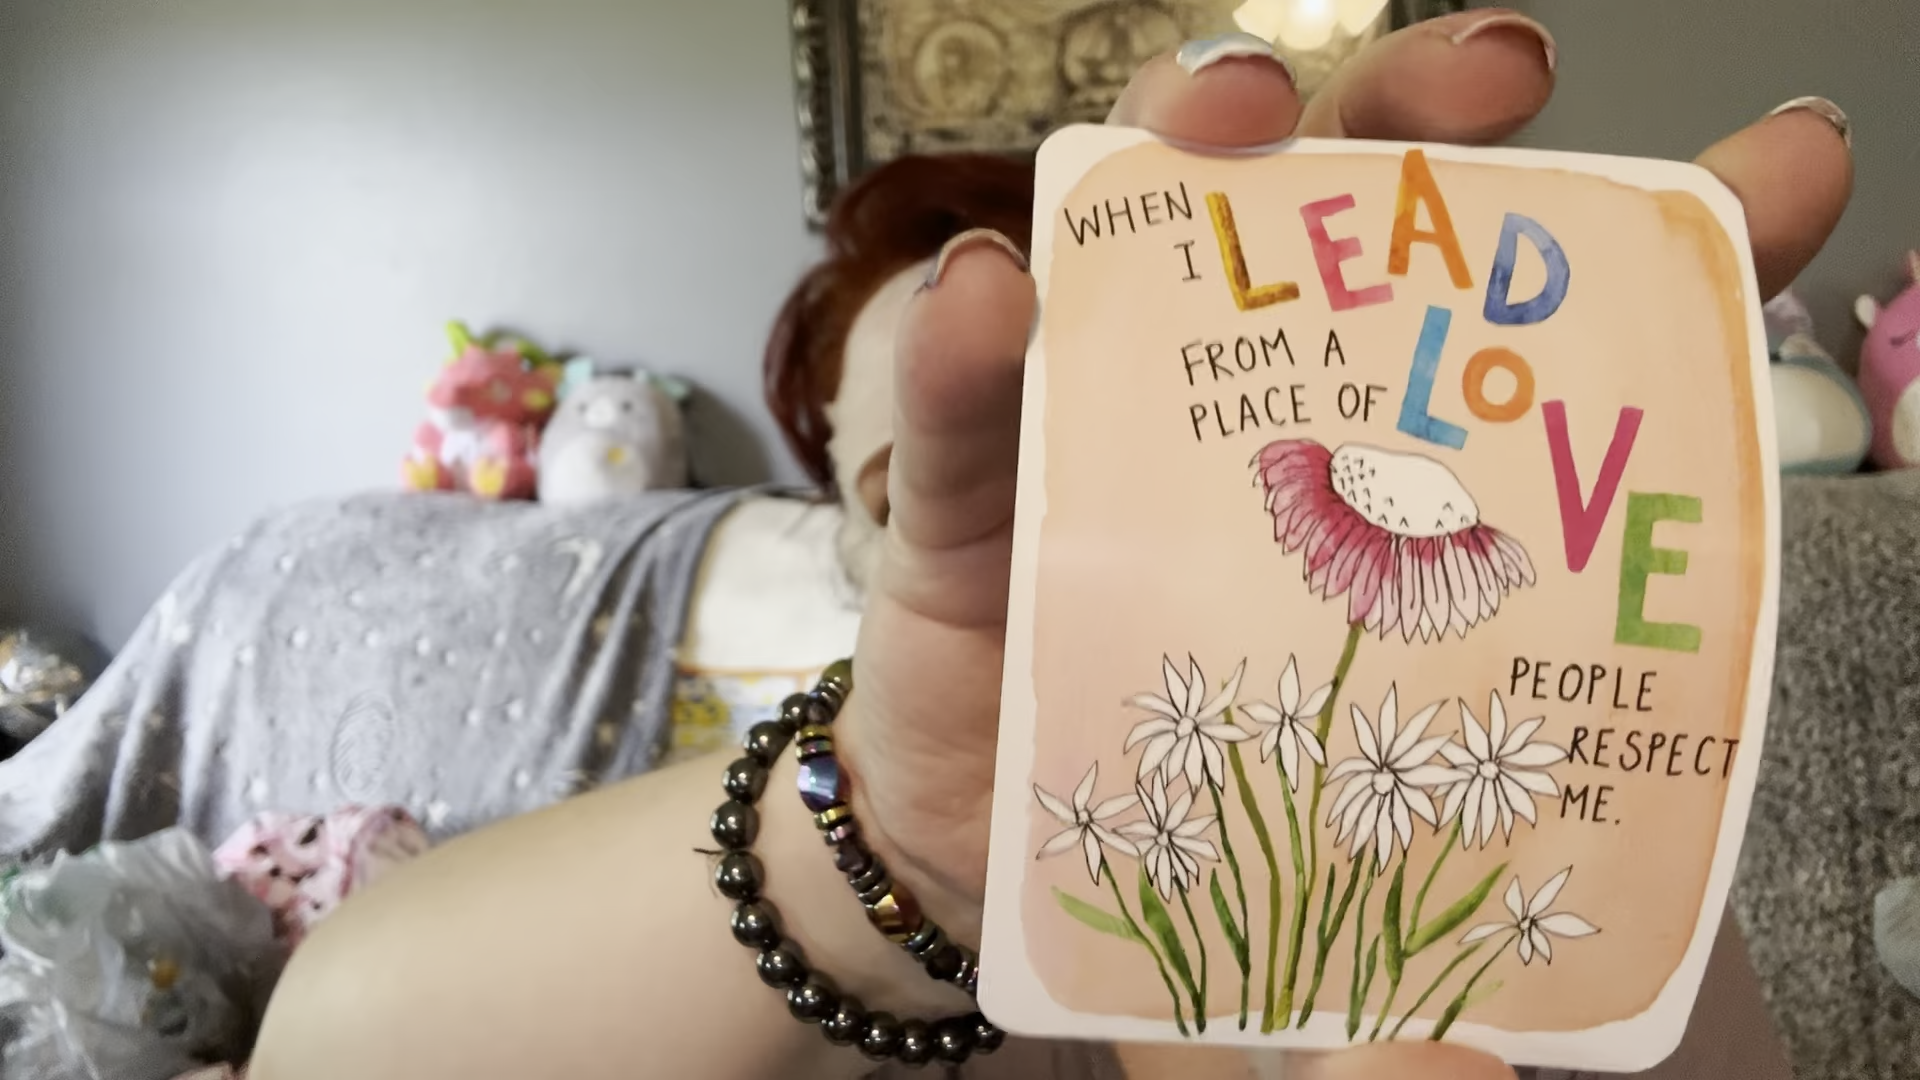 WHEN
I LEAD
FROM A
PLACE OF LOVE
PEOPLE
RESPECT
ME.